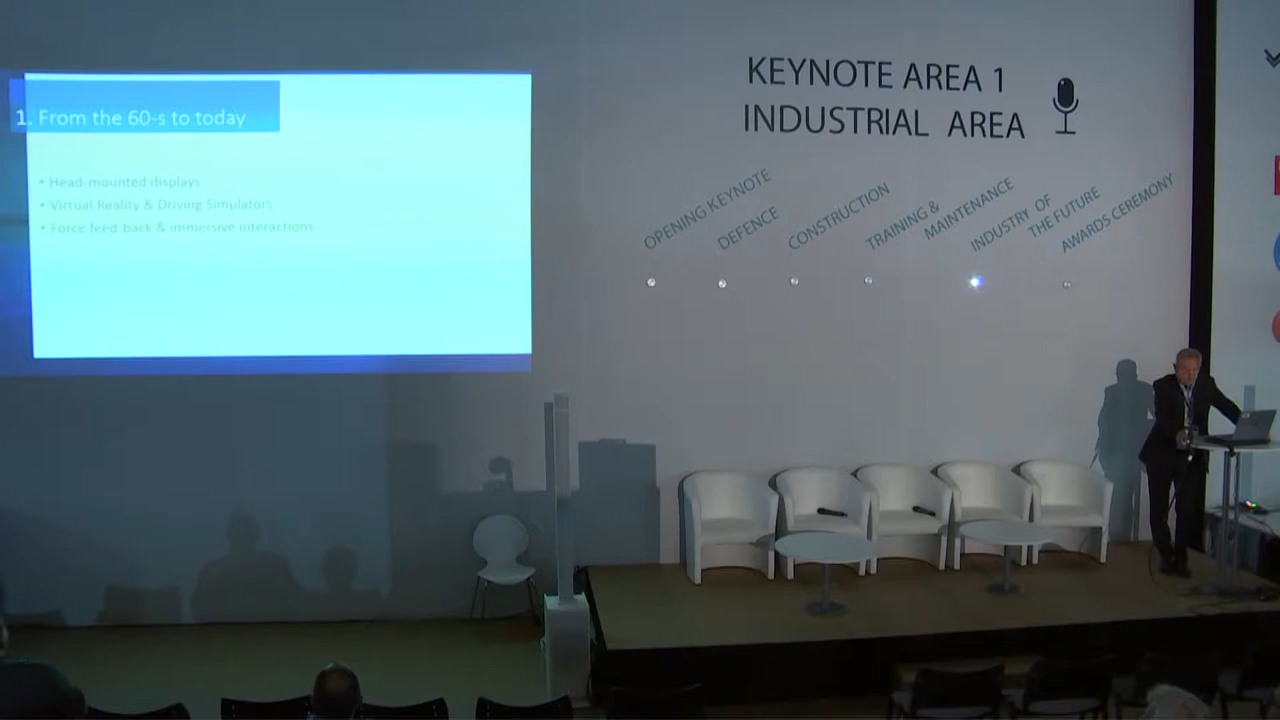 1. From the 60-s to today
• Head-mounted displays
• Virtual Reality & Driving Simulators
• Force feed-back & immersive interactions
KEYNOTE AREA 1
INDUSTRIAL AREA
OPENING KEYNOTE
DEFENCE
CONSTRUCTION
TRAINING &
MAINTENANCE
INDUSTRY OF
THE FUTURE
AWARDS CEREMONY